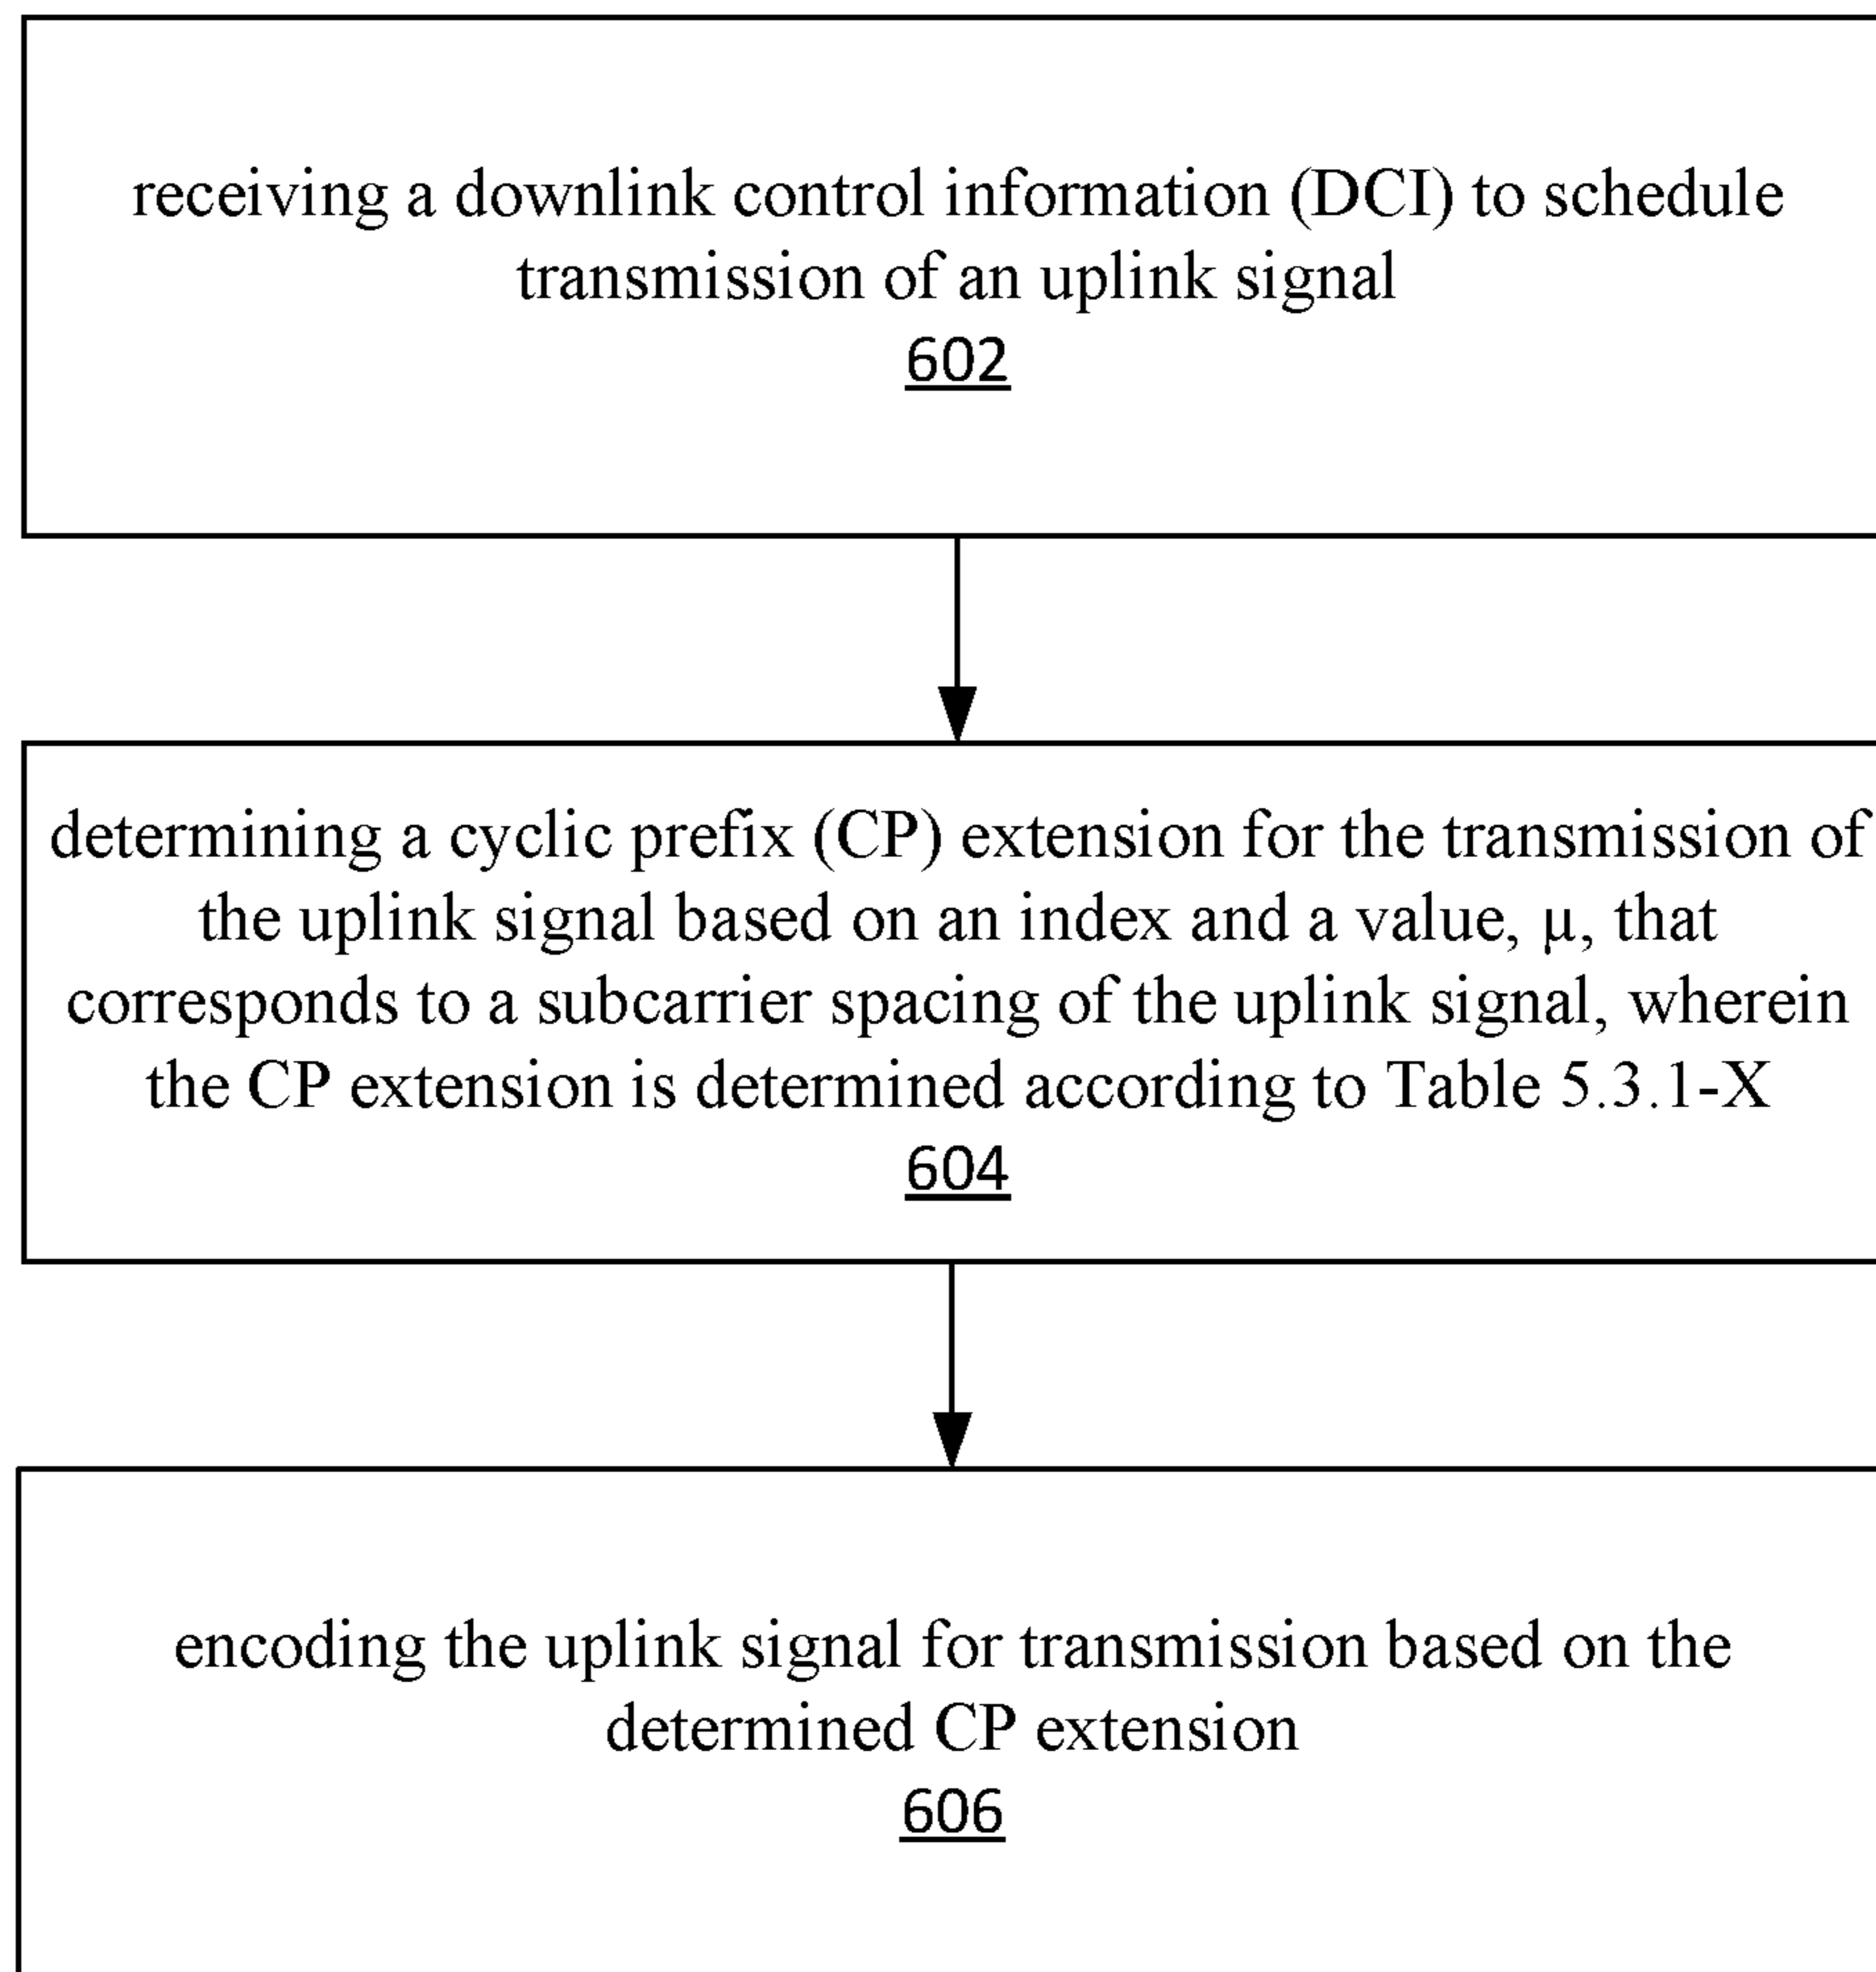 receiving a downlink control information (DCI) to schedule
transmission of an uplink signal
602
determining a cyclic prefix (CP) extension for the transmission of
the uplink signal based on an index and a value, μ, that
corresponds to a subcarrier spacing of the uplink signal, wherein
the CP extension is determined according to Table 5.3.1-X
604
encoding the uplink signal for transmission based on the
determined CP extension
606